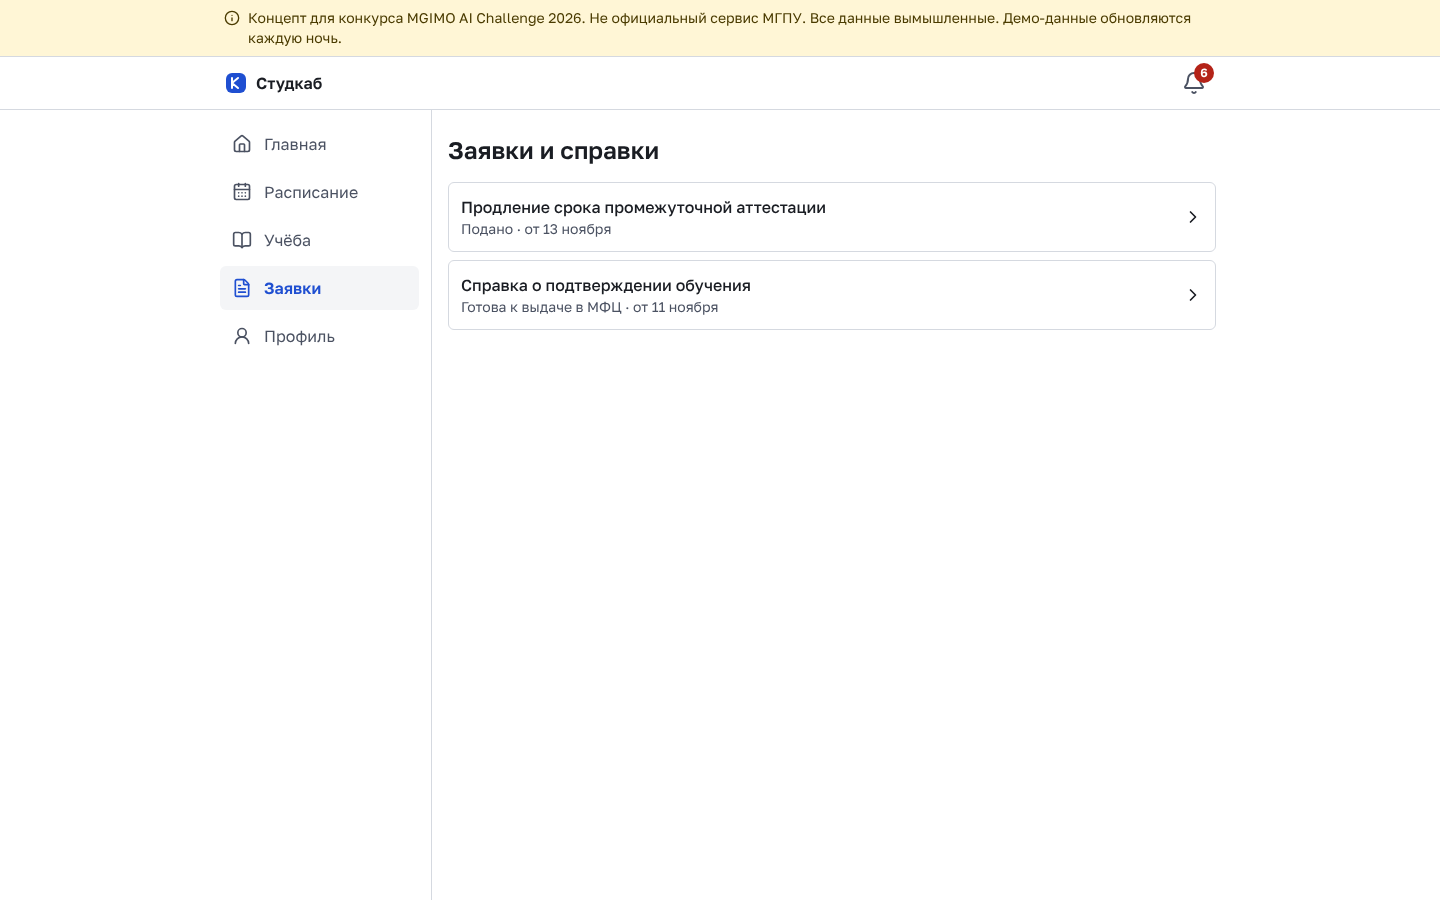 Концепт для конкурса MGIMO AI Challenge 2026. Не официальный сервис МГПУ. Все данные вымышленные. Демо-данные обновляются
каждую ночь.
Студкаб
6
Главная
Расписание
Учёба
Заявки
Профиль
Заявки и справки
Продление срока промежуточной аттестации
Подано · от 13 ноября
Справка о подтверждении обучения
Готова к выдаче в МФЦ · от 11 ноября